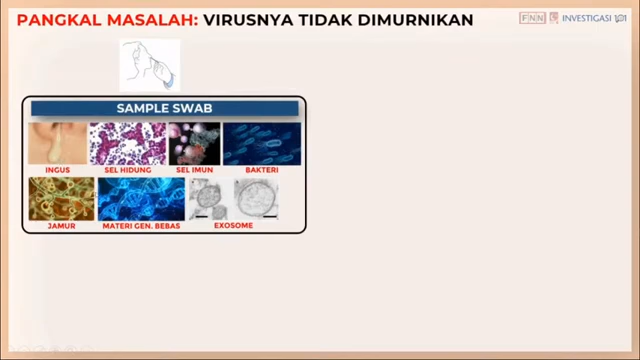 PANGKAL MASALAH: VIRUSNYA TIDAK DIMURNIKAN
FNN INVESTIGASI
SAMPLE SWAB
INGUS SEL HIDUNG SEL IMUN BAKTERI
JAMUR MATERI GEN. BEBAS EXOSOME